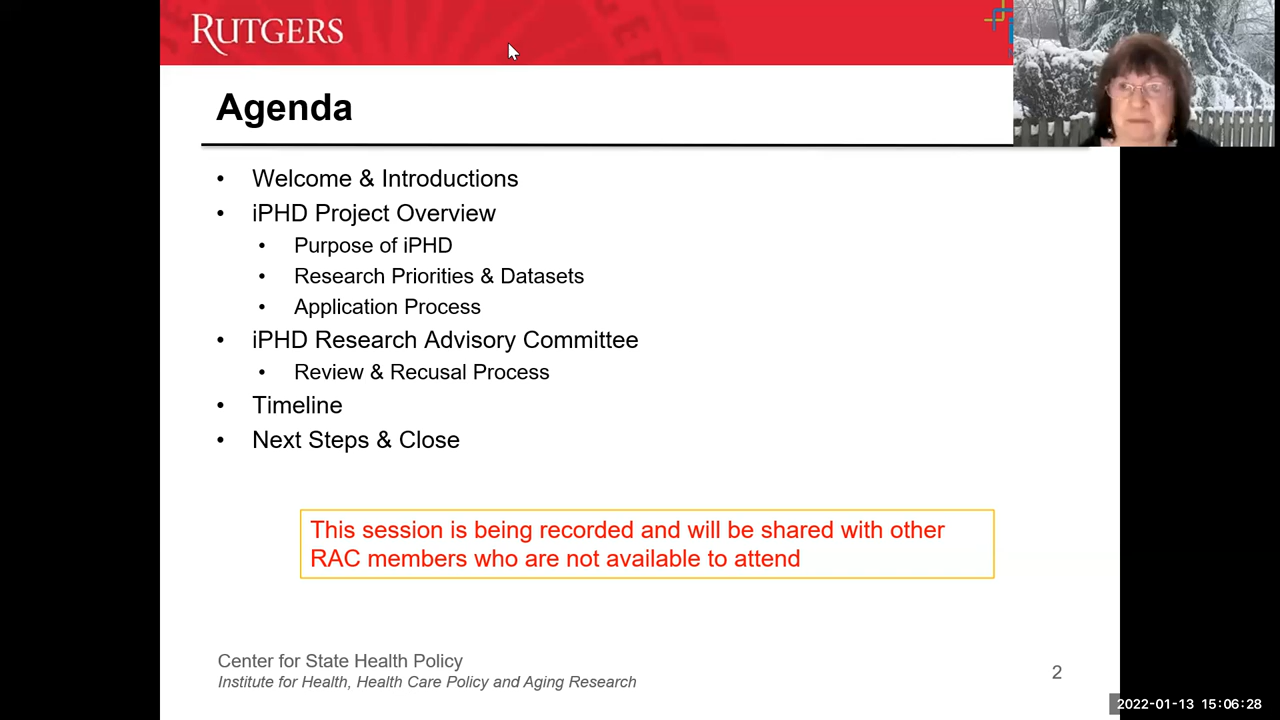 RUTGERS
Agenda
• Welcome & Introductions
• iPHD Project Overview
• Purpose of iPHD
• Research Priorities & Datasets
• Application Process
• iPHD Research Advisory Committee
• Review & Recusal Process
• Timeline
• Next Steps & Close
This session is being recorded and will be shared with other
RAC members who are not available to attend
Center for State Health Policy
Institute for Health, Health Care Policy and Aging Research
2
2022-01-13 15:06:28